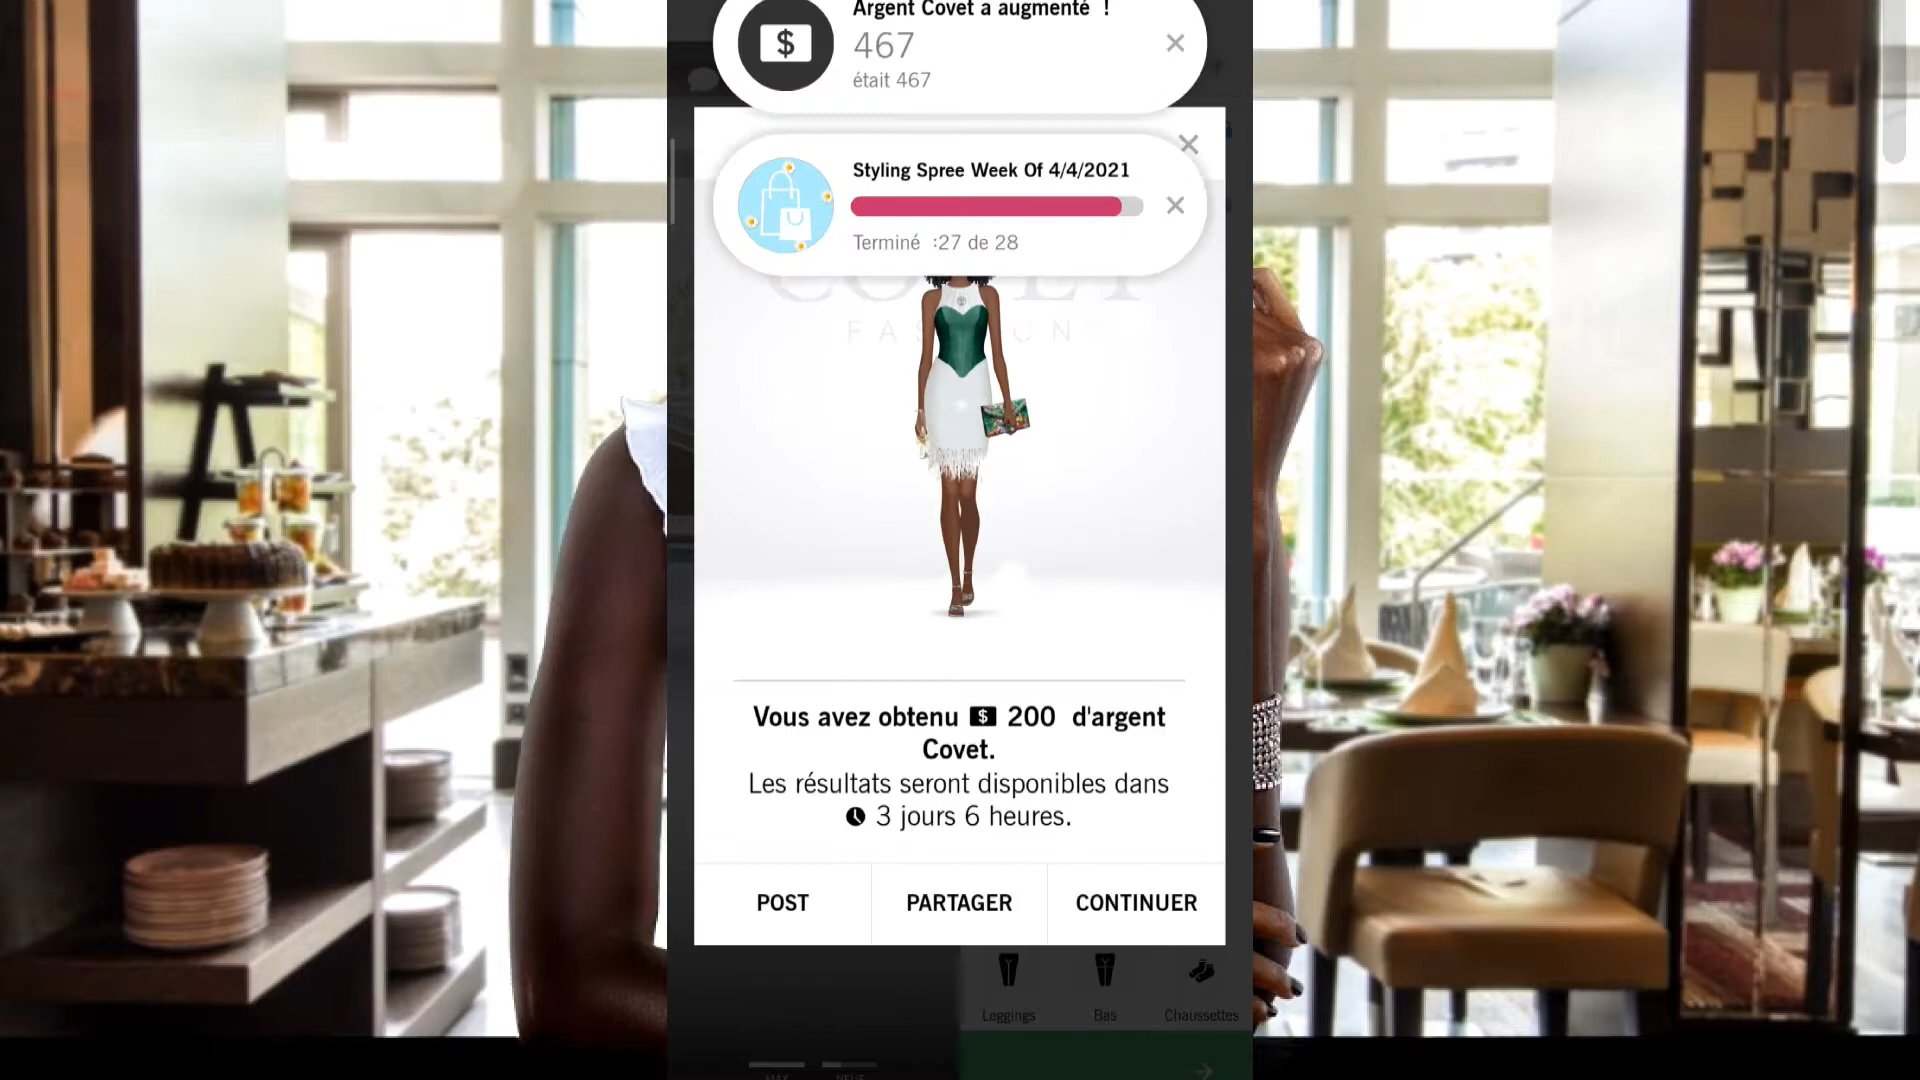 Argent Covet a augmenté !
$
467
était 467
Styling Spree Week Of 4/4/2021
Terminé :27 de 28
FASHION
Vous avez obtenu $ 200 d'argent
Covet.
Les résultats seront disponibles dans
3 jours 6 heures.
POST
PARTAGER
CONTINUER
Leggings
Bas
Chaussettes